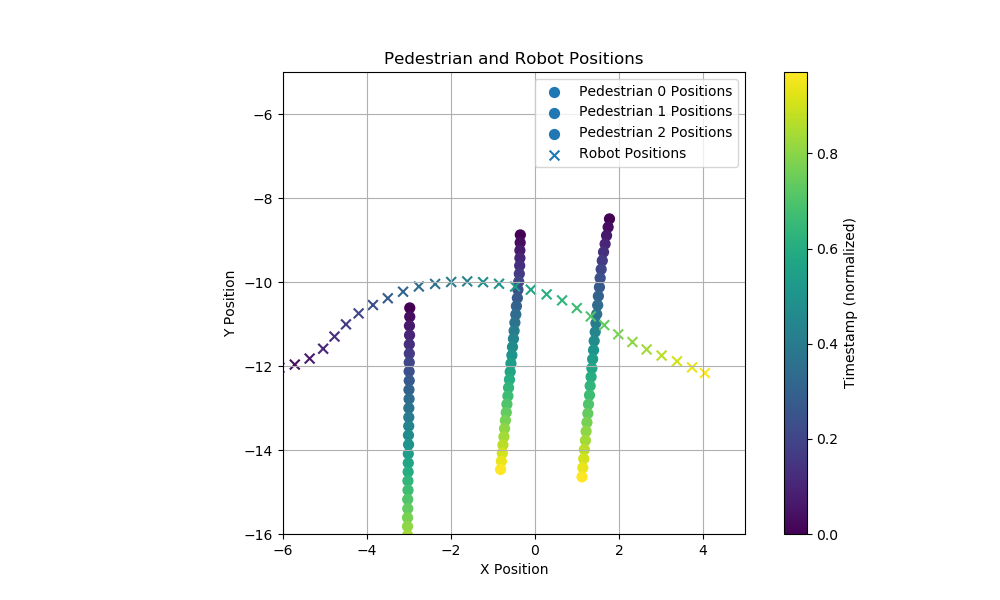 Pedestrian and Robot Positions
Pedestrian 0 Positions
Pedestrian 1 Positions
Pedestrian 2 Positions
Robot Positions
Y Position
−6
−8
−10
−12
−14
−16
−6
−4
−2
0
2
4
X Position
0.8
0.6
0.4
0.2
0.0
Timestamp (normalized)